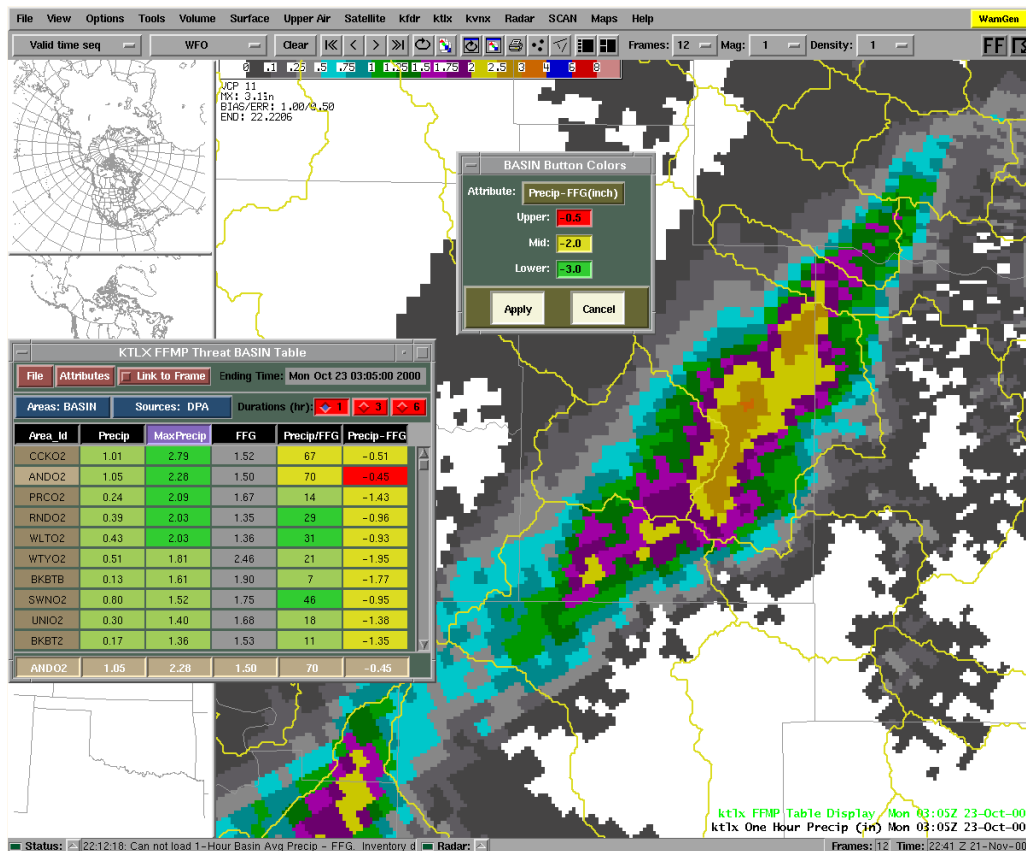 File View Options Tools Volume Surface Upper Air Satellite kfdr ktlx kvnx Radar SCAN Maps Help WarnGen
Valid time seq WFO Clear Frames: 12 Mag: 1 Density: 1 FF
0 .1 .25 .5 .75 1 1.25 1.5 1.75 2 2.5 3 4 6 8
VCP 11
MX: 3.1in
BIAS/ERR: 1.00/0.50
END: 22.2206
BASIN Button Colors
Attribute: Precip-FFG(inch)
Upper: -0.5
Mid: -2.0
Lower: -3.0
Apply Cancel
KTLX FFMP Threat BASIN Table
File Attributes Link to Frame Ending Time: Mon Oct 23 03:05:00 2000
Areas: BASIN Sources: DPA Durations (hr): 1 3 6
Area_Id Precip MaxPrecip FFG Precip/FFG Precip-FFG
CCKO2 1.01 2.79 1.52 67 -0.51
ANDO2 1.05 2.28 1.50 70 -0.45
PRCO2 0.24 2.09 1.67 14 -1.43
RNDO2 0.39 2.03 1.35 29 -0.96
WLTO2 0.43 2.03 1.36 31 -0.93
WTYO2 0.51 1.81 2.46 21 -1.95
BKBTB 0.13 1.61 1.90 7 -1.77
SWNO2 0.80 1.52 1.75 46 -0.95
UNIO2 0.30 1.40 1.68 18 -1.38
BKBT2 0.17 1.36 1.53 11 -1.35
ANDO2 1.05 2.28 1.50 70 -0.45
ktlx FFMP Table Display Mon 03:05Z 23-Oct-00
ktlx One Hour Precip (in) Mon 03:05Z 23-Oct-00
Status: 22:12:18: Can not load 1-Hour Basin Avg Precip - FFG. Inventory d Radar: Frames: 12 Time: 22:41 Z 21-Nov-0